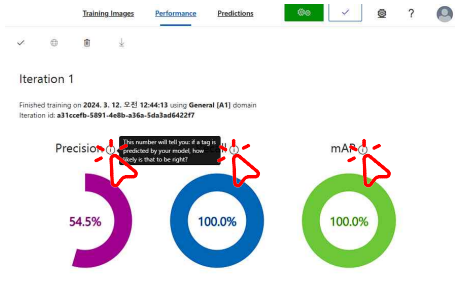 Training Images Performance Predictions ?
Iteration 1
Finished training on 2024. 3. 12. 오전 12:44:13 using General [A1] domain
Iteration id: a31ccefb-5891-4e8b-a36a-5da3ad6422f7
Precision
This number will tell you: if a tag is
predicted by your model, how
likely is that to be right?
mAP
54.5%
100.0%
100.0%